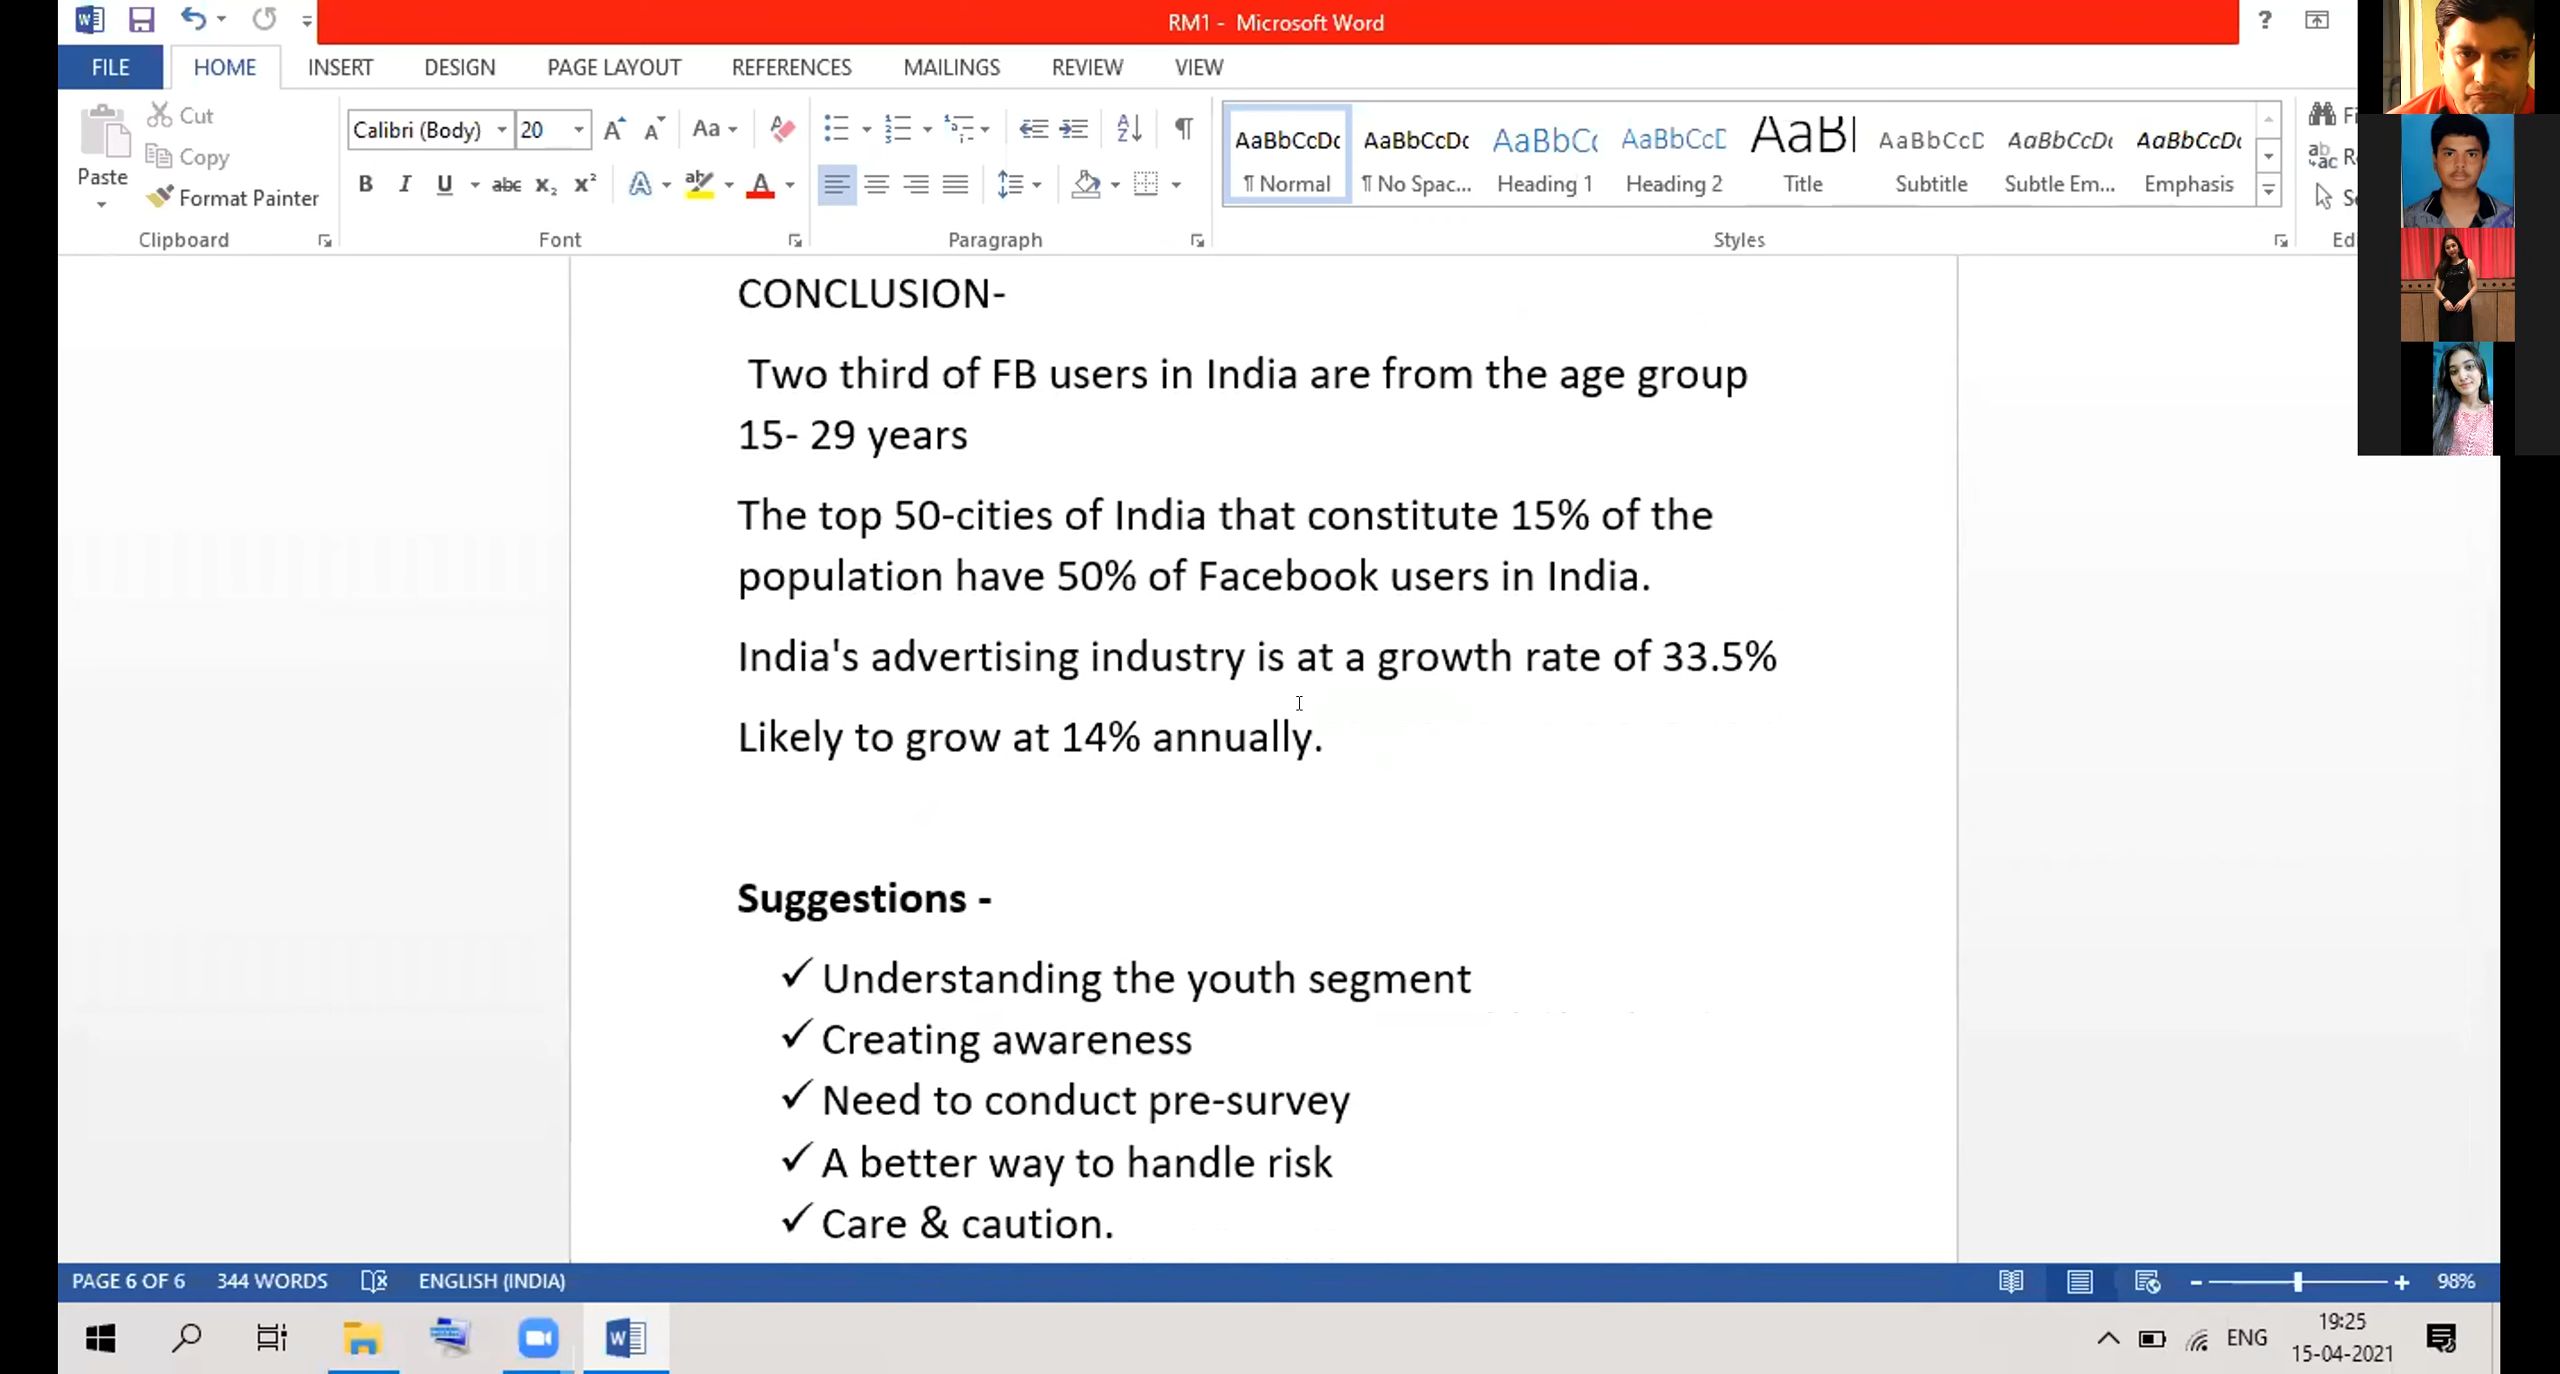 RM1 - Microsoft Word
?
FILE HOME INSERT DESIGN PAGE LAYOUT REFERENCES MAILINGS REVIEW VIEW
Cut
Copy
Format Painter
Paste
Calibri (Body) 20
Aa
B I U abc x₂ x²
AaBbCcDc AaBbCcDc AaBbC( AaBbCcD AaBl AaBbCcD AaBbCcDc AaBbCcDc
¶ Normal ¶ No Spac... Heading 1 Heading 2 Title Subtitle Subtle Em... Emphasis
Clipboard Font Paragraph Styles
CONCLUSION-
Two third of FB users in India are from the age group
15- 29 years
The top 50-cities of India that constitute 15% of the
population have 50% of Facebook users in India.
India's advertising industry is at a growth rate of 33.5%
Likely to grow at 14% annually.
Suggestions -
✓ Understanding the youth segment
✓ Creating awareness
✓ Need to conduct pre-survey
✓ A better way to handle risk
✓ Care & caution.
PAGE 6 OF 6 344 WORDS ENGLISH (INDIA) 98%
ENG
19:25
15-04-2021